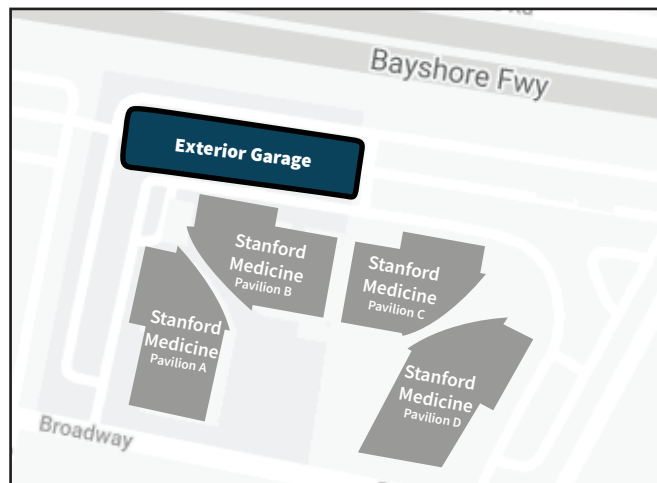 Bayshore Fwy
Exterior Garage
Stanford
Medicine
Pavilion B
Stanford
Medicine
Pavilion C
Stanford
Medicine
Pavilion A
Stanford
Medicine
Pavilion D
Broadway